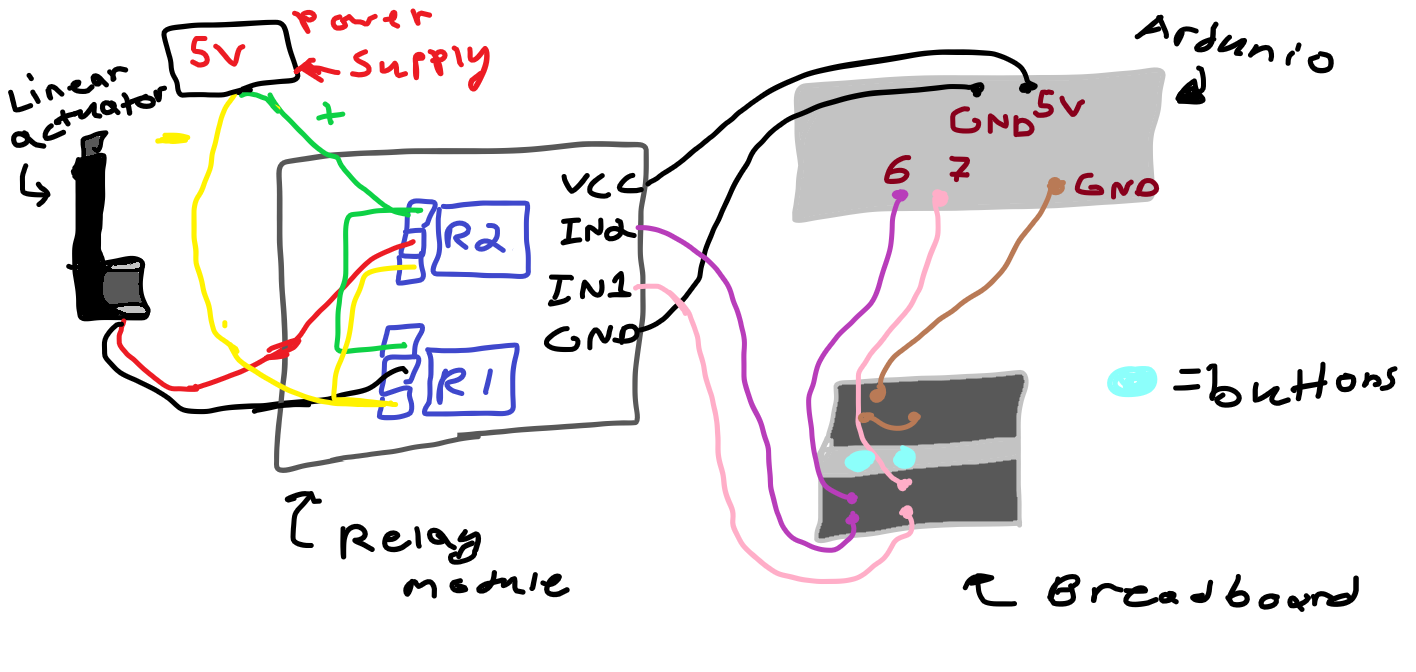 Power
5V
Supply
Linear
actuator
+
-
Ardunio
GND 5V
6 7
GND
VCC
IN2
IN1
GND
R2
R1
=buttons
Relay
module
Breadboard